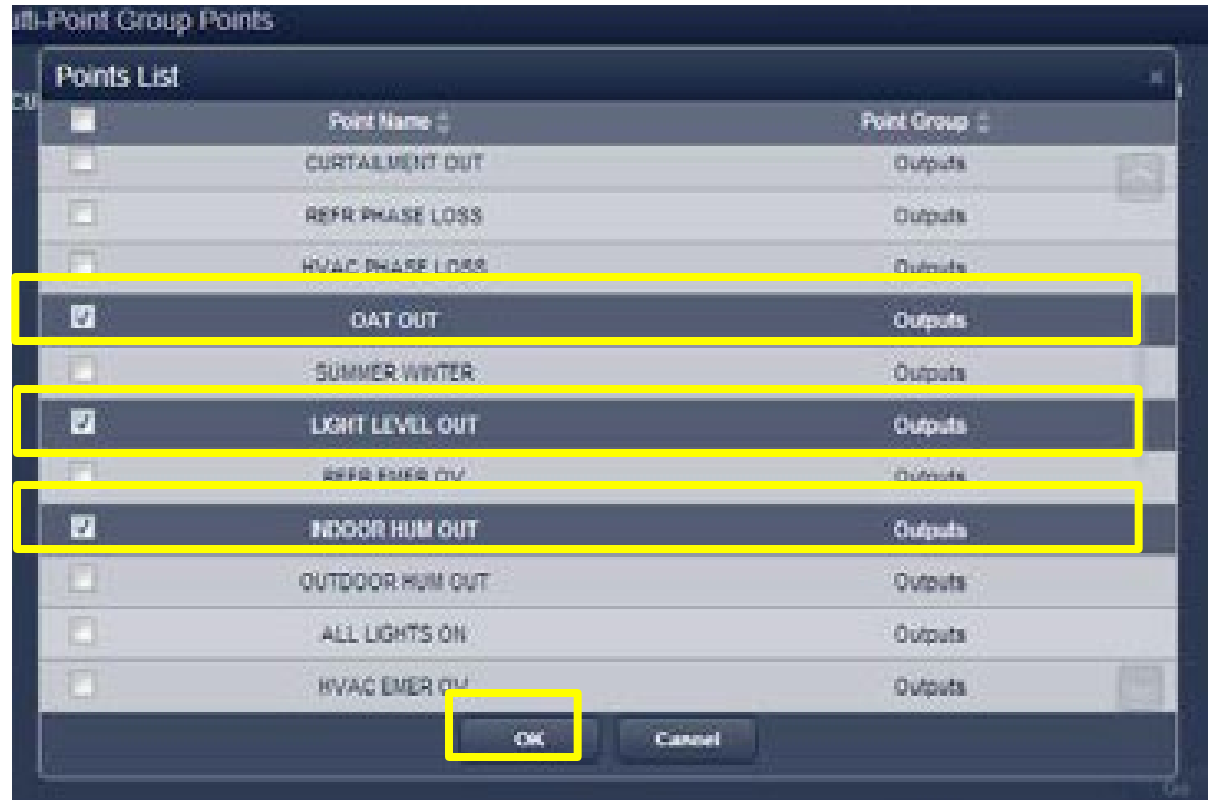 ulti-Point Group Points
Points List
Point Name Point Group
CURTAILMENT OUT Outputs
REFR PHASE LOSS Outputs
HVAC PHASE LOSS Outputs
OAT OUT Outputs
SUMMER WINTER Outputs
LIGHT LEVEL OUT Outputs
REFR EMER OV Outputs
INDOOR HUM OUT Outputs
OUTDOOR HUM OUT Outputs
ALL LIGHTS ON Outputs
HVAC EMER OV Outputs
OK Cancel